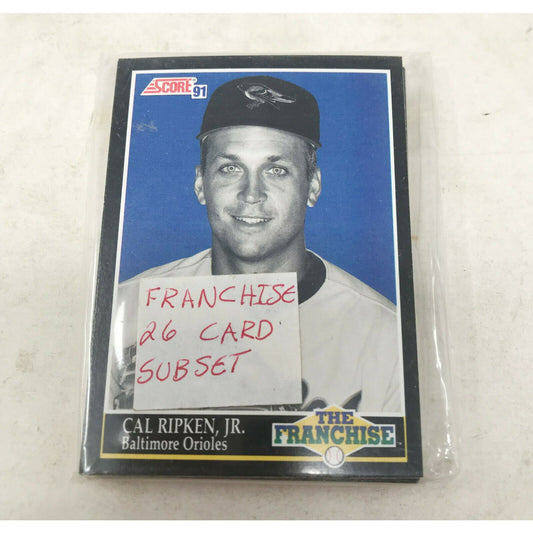 SCORE 91
FRANCHISE
26 CARD
SUBSET
CAL RIPKEN, JR.
Baltimore Orioles
THE
FRANCHISE